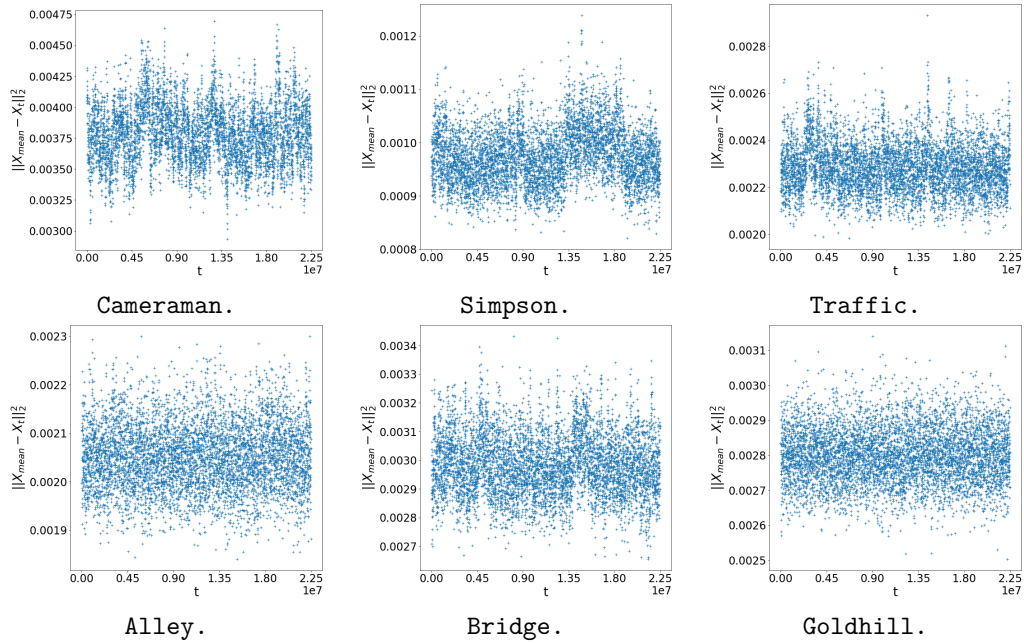 0.00475
0.00450
0.00425
0.00400
0.00375
0.00350
0.00325
0.00300
||X_mean − X_t||_2^2
0.00 0.45 0.90 1.35 1.80 2.25
t
1e7
Cameraman.
0.0012
0.0011
0.0010
0.0009
0.0008
||X_mean − X_t||_2^2
0.00 0.45 0.90 1.35 1.80 2.25
t
1e7
Simpson.
0.0028
0.0026
0.0024
0.0022
0.0020
||X_mean − X_t||_2^2
0.00 0.45 0.90 1.35 1.80 2.25
t
1e7
Traffic.
0.0023
0.0022
0.0021
0.0020
0.0019
||X_mean − X_t||_2^2
0.00 0.45 0.90 1.35 1.80 2.25
t
1e7
Alley.
0.0034
0.0033
0.0032
0.0031
0.0030
0.0029
0.0028
0.0027
||X_mean − X_t||_2^2
0.00 0.45 0.90 1.35 1.80 2.25
t
1e7
Bridge.
0.0031
0.0030
0.0029
0.0028
0.0027
0.0026
0.0025
||X_mean − X_t||_2^2
0.00 0.45 0.90 1.35 1.80 2.25
t
1e7
Goldhill.